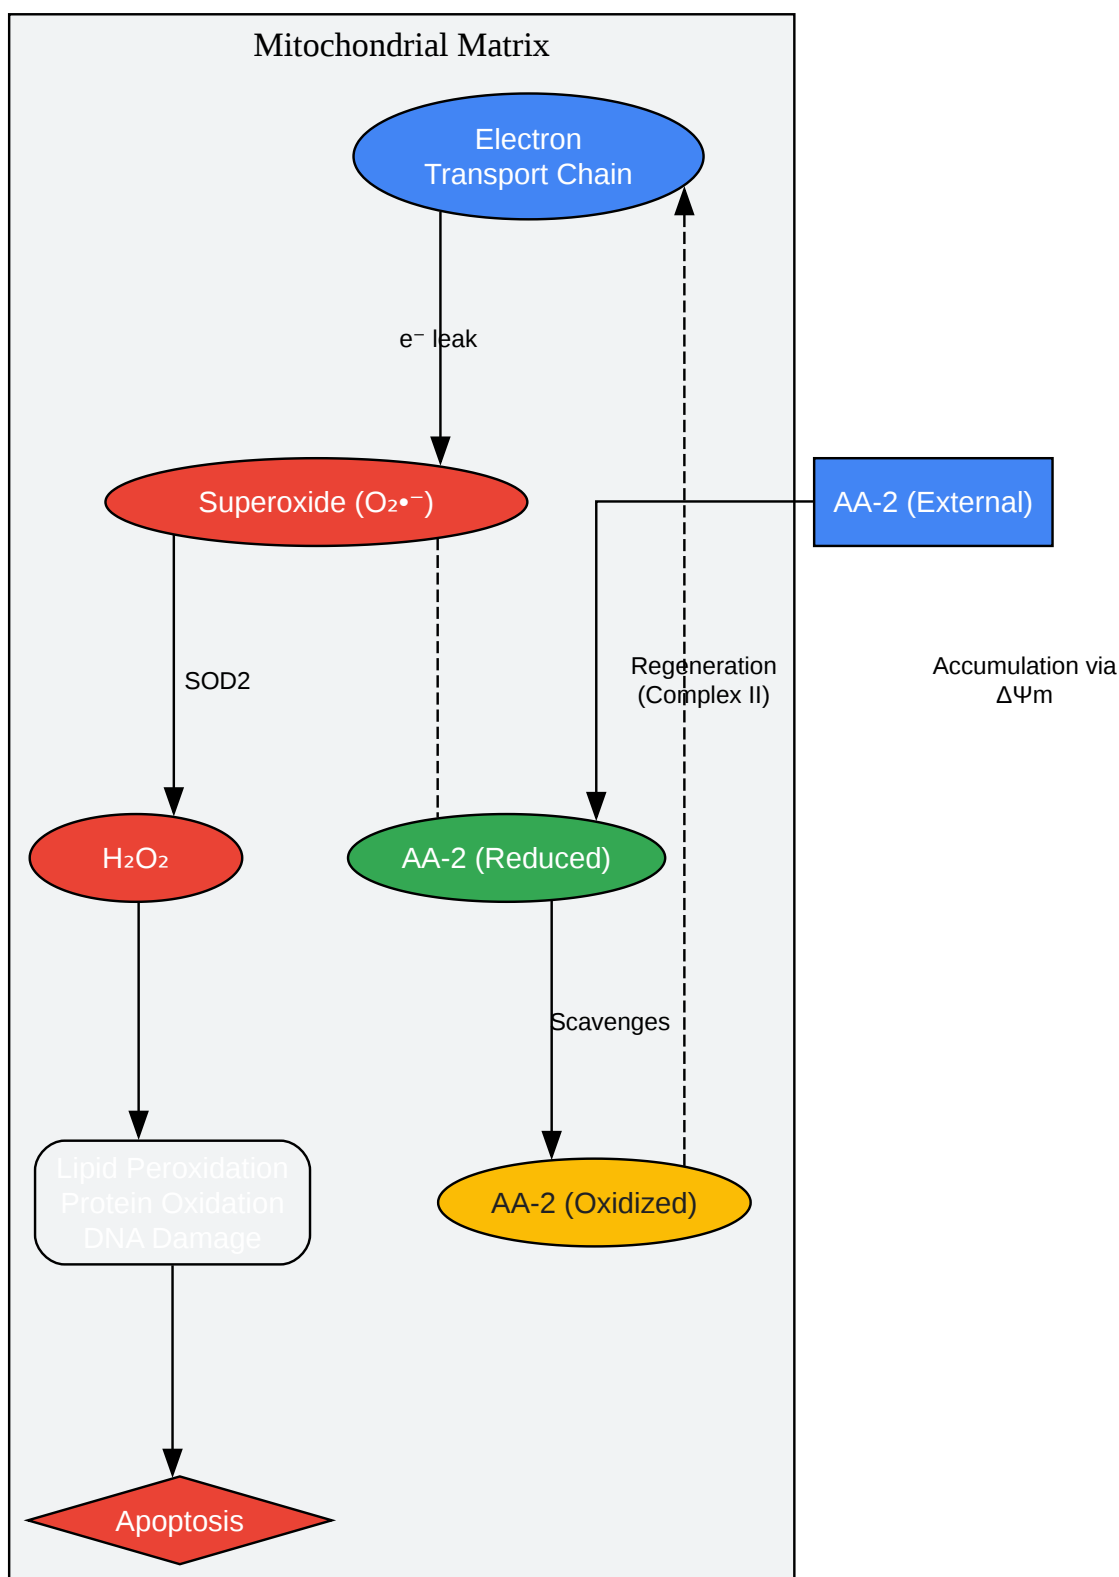 Mitochondrial Matrix
Electron
Transport Chain
e⁻ leak
Superoxide (O₂•⁻)
AA-2 (External)
SOD2
Regeneration
(Complex II)
Accumulation via
ΔΨm
H₂O₂
AA-2 (Reduced)
Scavenges
Lipid Peroxidation
Protein Oxidation
DNA Damage
AA-2 (Oxidized)
Apoptosis